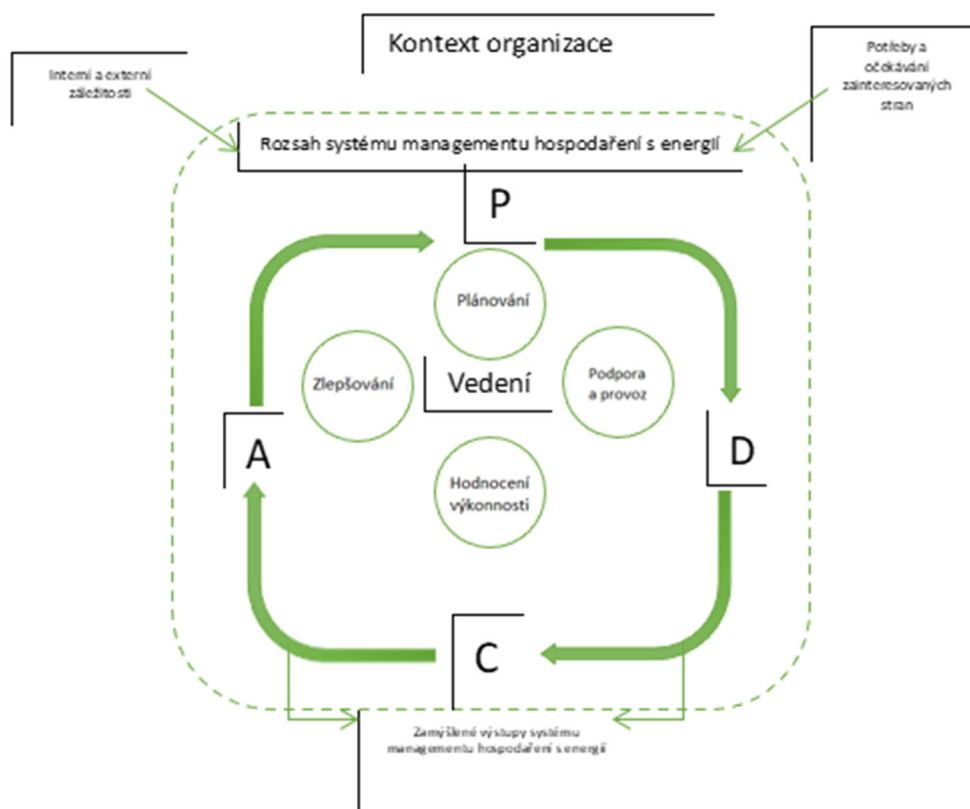 Kontext organizace
Interní a externí
záležitosti
Potřeby a
očekávání
zainteresovaných
stran
Rozsah systému managementu hospodaření s energií
P
Plánování
Zlepšování
Vedení
Podpora
a provoz
A
D
Hodnocení
výkonnosti
C
Zamýšlené výstupy systému
managementu hospodaření s energií